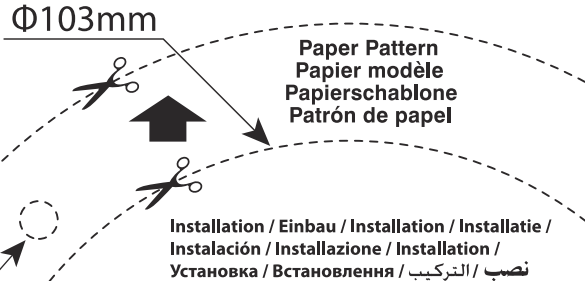 Φ103mm
Paper Pattern
Papier modèle
Papierschablone
Patrón de papel
Installation / Einbau / Installation / Installatie /
Instalación / Installazione / Installation /
Установка / Встановлення / التركيب / نصب